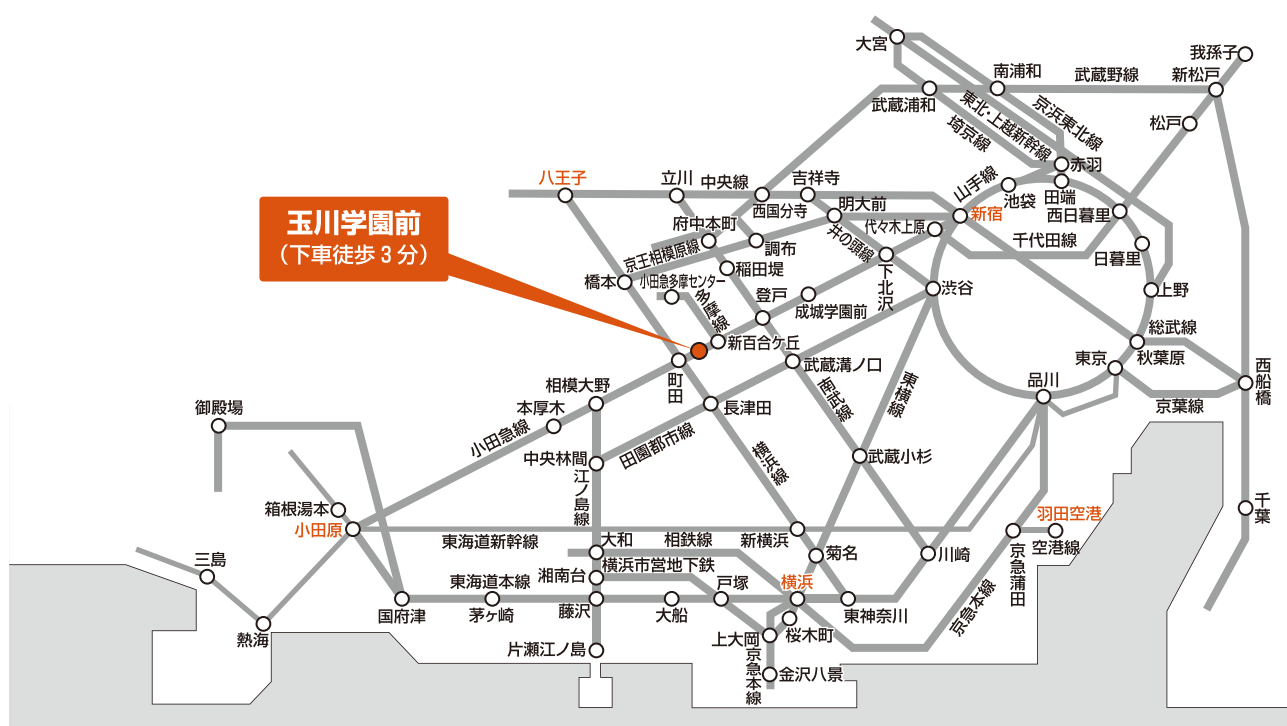 大宮
我孫子
南浦和
武蔵野線
新松戸
武蔵浦和
東北・上越新幹線
京浜東北線
埼京線
松戸
赤羽
山手線
池袋
田端
西日暮里
八王子
立川
中央線
吉祥寺
西国分寺
明大前
新宿
代々木上原
千代田線
日暮里
玉川学園前
（下車徒歩３分）
府中本町
調布
井の頭線
京王相模原線
稲田堤
橋本
小田急多摩センター
多摩線
登戸
成城学園前
下北沢
渋谷
上野
新百合ケ丘
武蔵溝ノ口
総武線
秋葉原
東京
西船橋
京葉線
品川
町田
相模大野
本厚木
小田急線
長津田
南武線
東横線
御殿場
中央林間
田園都市線
江ノ島線
横浜線
武蔵小杉
箱根湯本
小田原
東海道新幹線
新横浜
羽田空港
空港線
千葉
三島
大和
相鉄線
菊名
川崎
京急蒲田
湘南台
横浜市営地下鉄
東海道本線
国府津
茅ヶ崎
藤沢
大船
戸塚
横浜
東神奈川
京急本線
熱海
片瀬江ノ島
上大岡
桜木町
京急本線
金沢八景